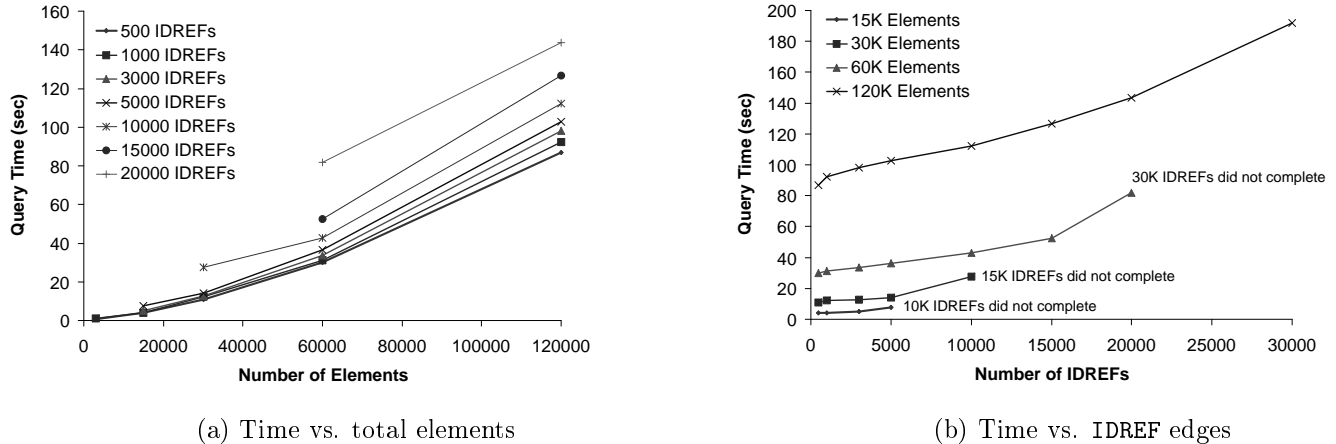 160
140
120
100
80
60
40
20
0
Query Time (sec)
500 IDREFs
1000 IDREFs
3000 IDREFs
5000 IDREFs
10000 IDREFs
15000 IDREFs
20000 IDREFs
0 20000 40000 60000 80000 100000 120000
Number of Elements
(a) Time vs. total elements
200
180
160
140
120
100
80
60
40
20
0
Query Time (sec)
15K Elements
30K Elements
60K Elements
120K Elements
30K IDREFs did not complete
15K IDREFs did not complete
10K IDREFs did not complete
0 5000 10000 15000 20000 25000 30000
Number of IDREFs
(b) Time vs. IDREF edges